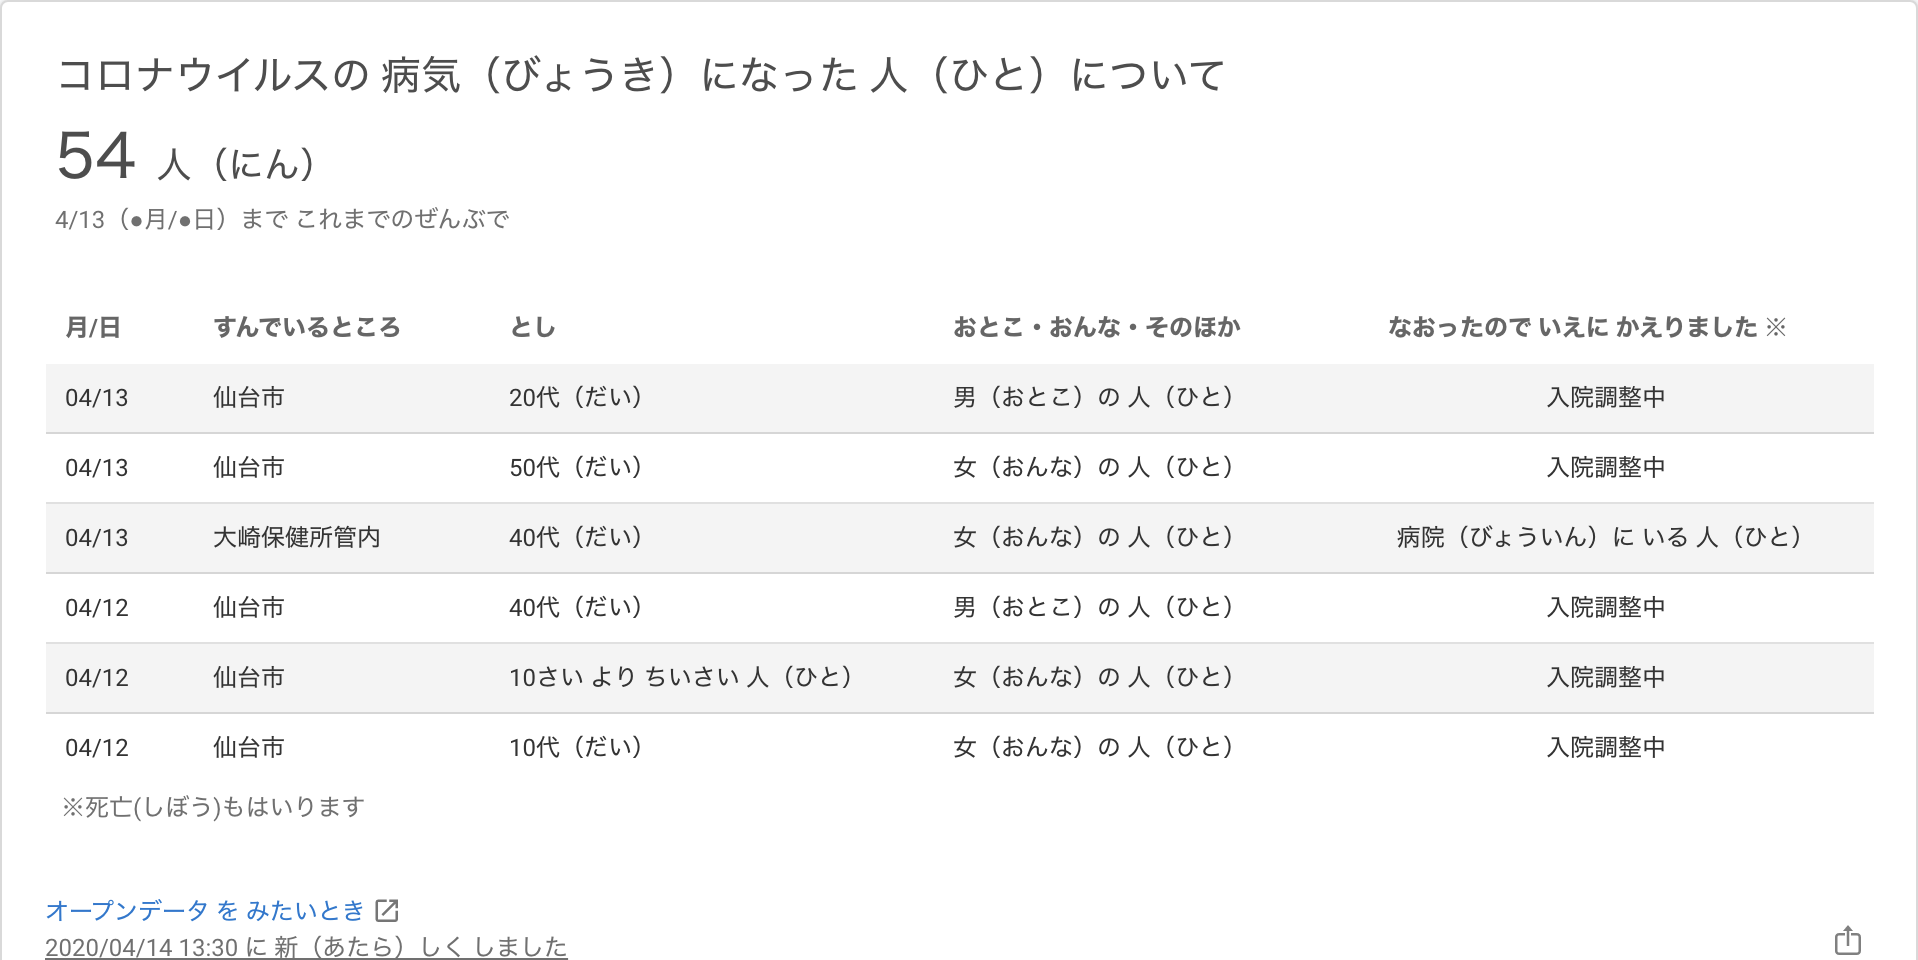 コロナウイルスの 病気（びょうき）になった 人（ひと）について
54 人（にん）
4/13（●月/●日）まで これまでのぜんぶで
月/日 すんでいるところ とし おとこ・おんな・そのほか なおったので いえに かえりました ※
04/13 仙台市 20代（だい） 男（おとこ）の 人（ひと） 入院調整中
04/13 仙台市 50代（だい） 女（おんな）の 人（ひと） 入院調整中
04/13 大崎保健所管内 40代（だい） 女（おんな）の 人（ひと） 病院（びょういん）に いる 人（ひと）
04/12 仙台市 40代（だい） 男（おとこ）の 人（ひと） 入院調整中
04/12 仙台市 10さい より ちいさい 人（ひと） 女（おんな）の 人（ひと） 入院調整中
04/12 仙台市 10代（だい） 女（おんな）の 人（ひと） 入院調整中
※死亡(しぼう)もはいります
オープンデータ を みたいとき
2020/04/14 13:30 に 新（あたら）しく しました